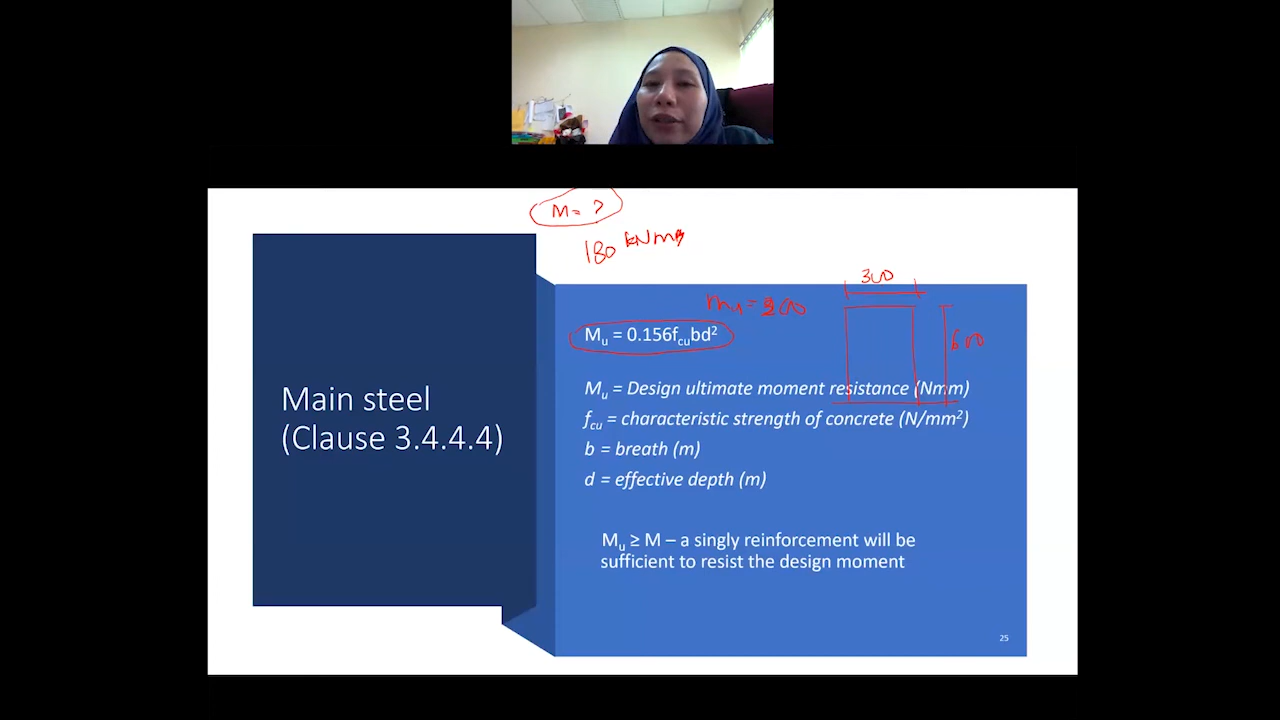 M = ?
180 kNm
Mu = 200
300
600
Main steel
(Clause 3.4.4.4)
Mu = 0.156fcubd²
Mu = Design ultimate moment resistance (Nmm)
fcu = characteristic strength of concrete (N/mm²)
b = breath (m)
d = effective depth (m)
Mu ≥ M – a singly reinforcement will be
sufficient to resist the design moment
25